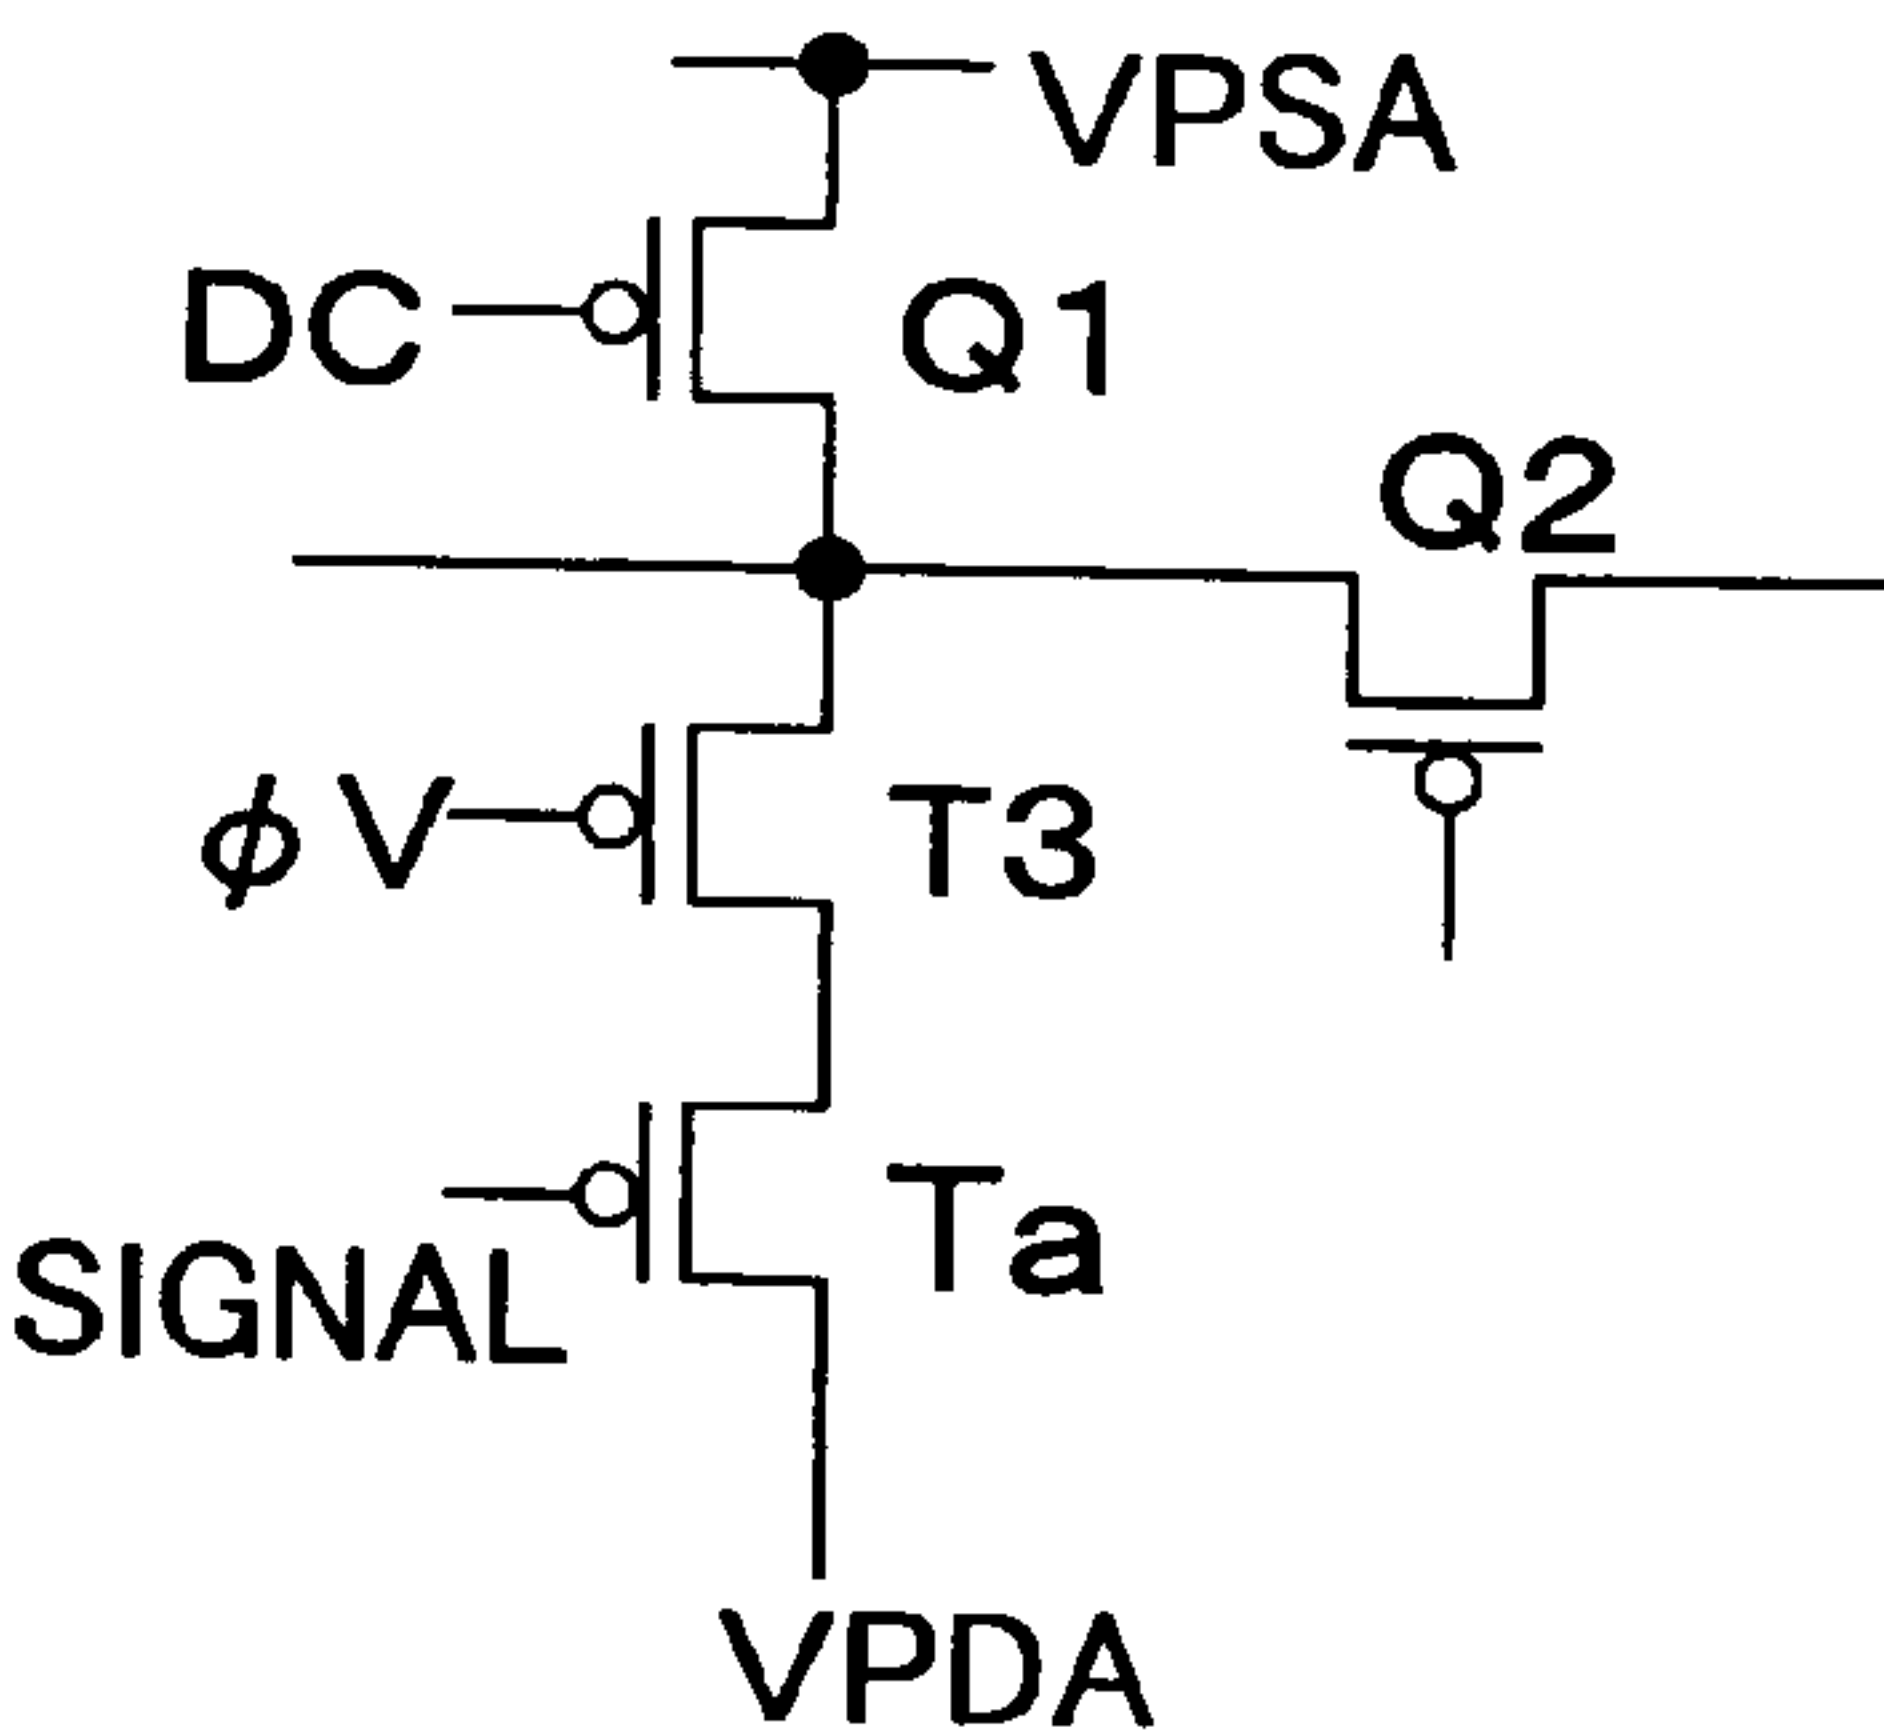 VPSA
DC
Q1
Q2
ϕV
T3
Ta
SIGNAL
VPDA